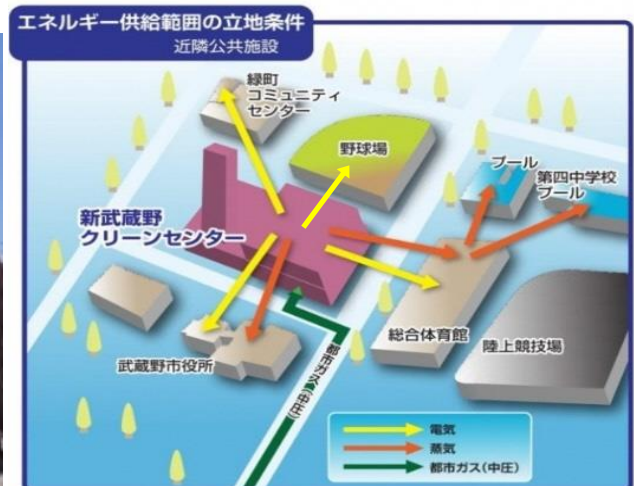 エネルギー供給範囲の立地条件
近隣公共施設
緑町
コミュニティ
センター
野球場
プール
第四中学校
プール
新武蔵野
クリーンセンター
総合体育館
陸上競技場
武蔵野市役所
都市ガス(中圧)
電気
蒸気
都市ガス(中圧)